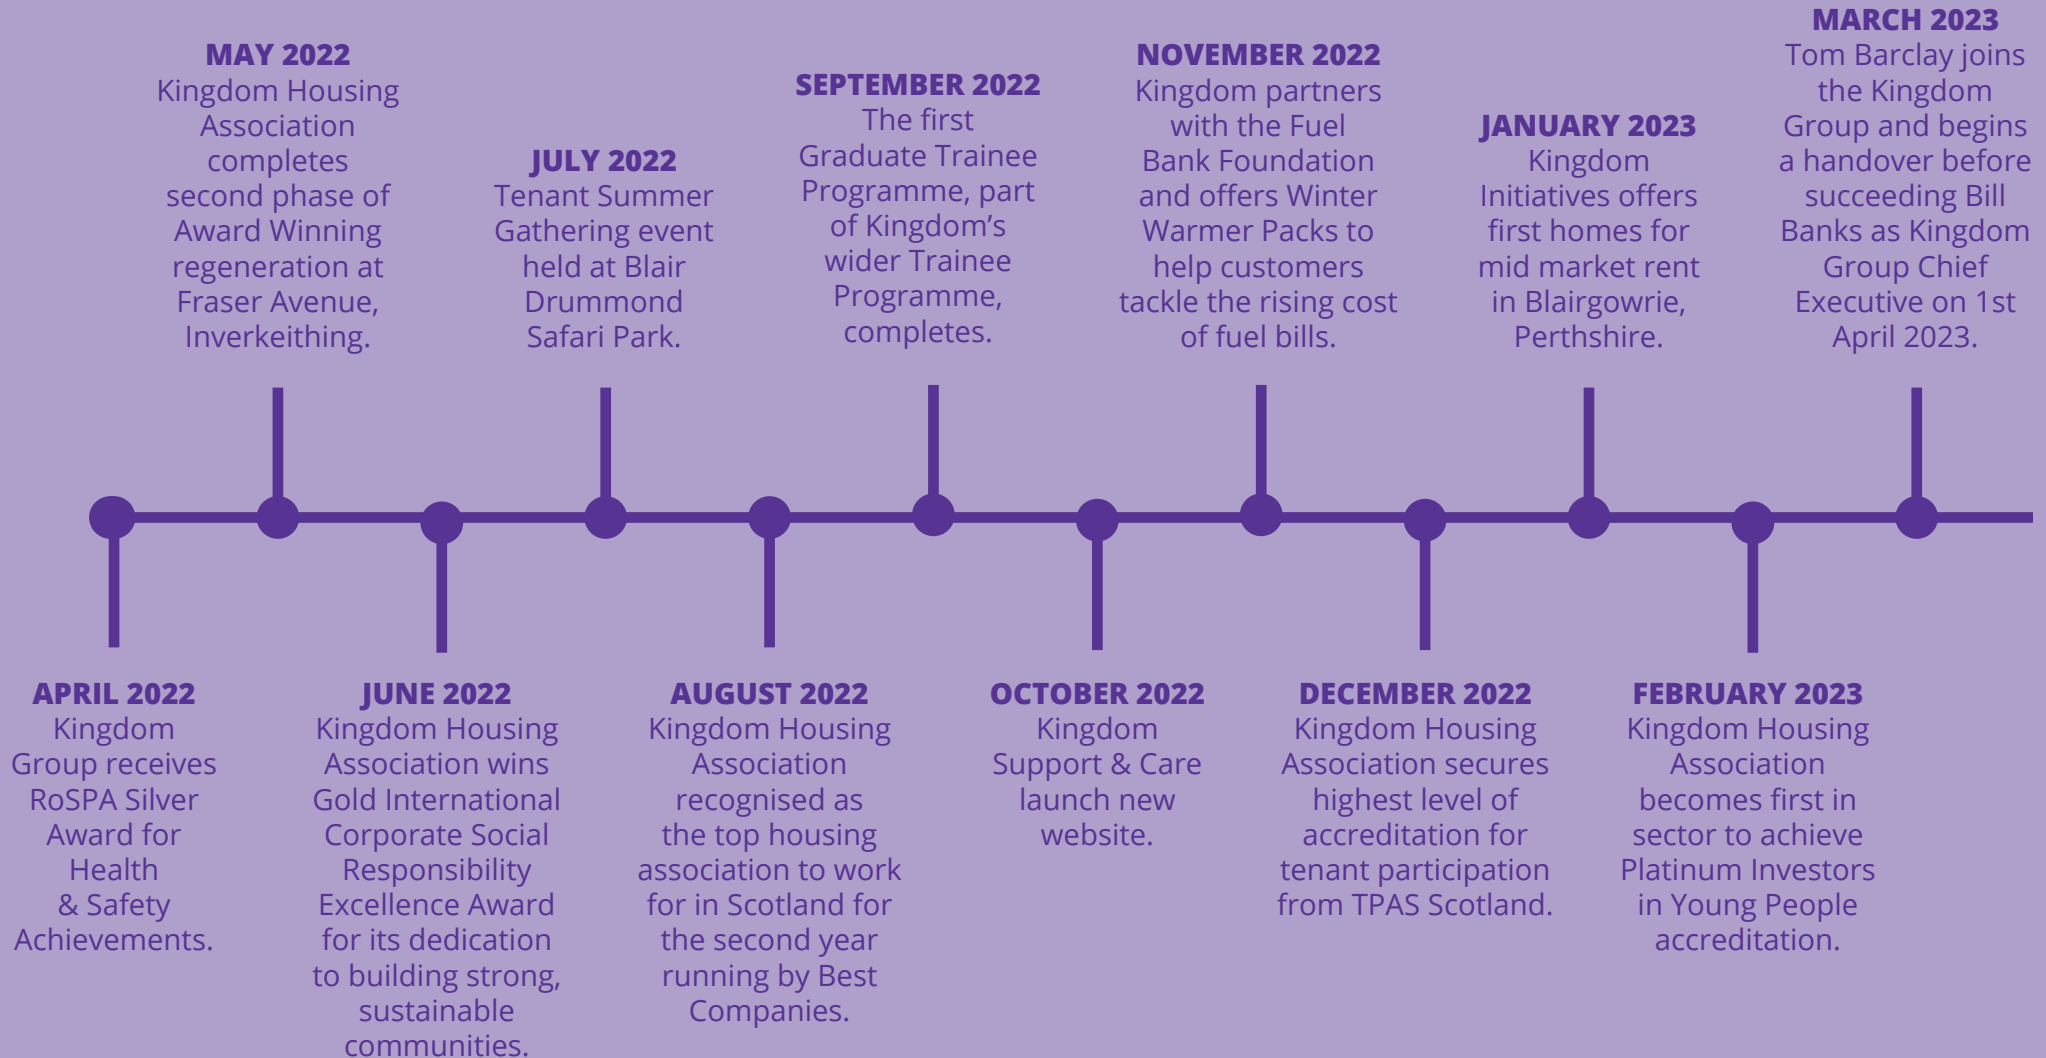 MAY 2022
Kingdom Housing
Association
completes
second phase of
Award Winning
regeneration at
Fraser Avenue,
Inverkeithing.
JULY 2022
Tenant Summer
Gathering event
held at Blair
Drummond
Safari Park.
SEPTEMBER 2022
The first
Graduate Trainee
Programme, part
of Kingdom’s
wider Trainee
Programme,
completes.
NOVEMBER 2022
Kingdom partners
with the Fuel
Bank Foundation
and offers Winter
Warmer Packs to
help customers
tackle the rising cost
of fuel bills.
JANUARY 2023
Kingdom
Initiatives offers
first homes for
mid market rent
in Blairgowrie,
Perthshire.
MARCH 2023
Tom Barclay joins
the Kingdom
Group and begins
a handover before
succeeding Bill
Banks as Kingdom
Group Chief
Executive on 1st
April 2023.
APRIL 2022
Kingdom
Group receives
RoSPA Silver
Award for
Health
& Safety
Achievements.
JUNE 2022
Kingdom Housing
Association wins
Gold International
Corporate Social
Responsibility
Excellence Award
for its dedication
to building strong,
sustainable
communities.
AUGUST 2022
Kingdom Housing
Association
recognised as
the top housing
association to work
for in Scotland for
the second year
running by Best
Companies.
OCTOBER 2022
Kingdom
Support & Care
launch new
website.
DECEMBER 2022
Kingdom Housing
Association secures
highest level of
accreditation for
tenant participation
from TPAS Scotland.
FEBRUARY 2023
Kingdom Housing
Association
becomes first in
sector to achieve
Platinum Investors
in Young People
accreditation.